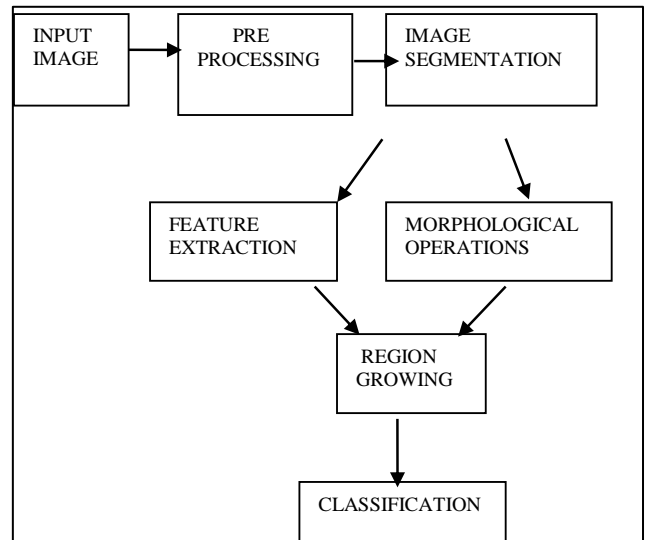 INPUT
IMAGE
PRE
PROCESSING
IMAGE
SEGMENTATION
FEATURE
EXTRACTION
MORPHOLOGICAL
OPERATIONS
REGION
GROWING
CLASSIFICATION